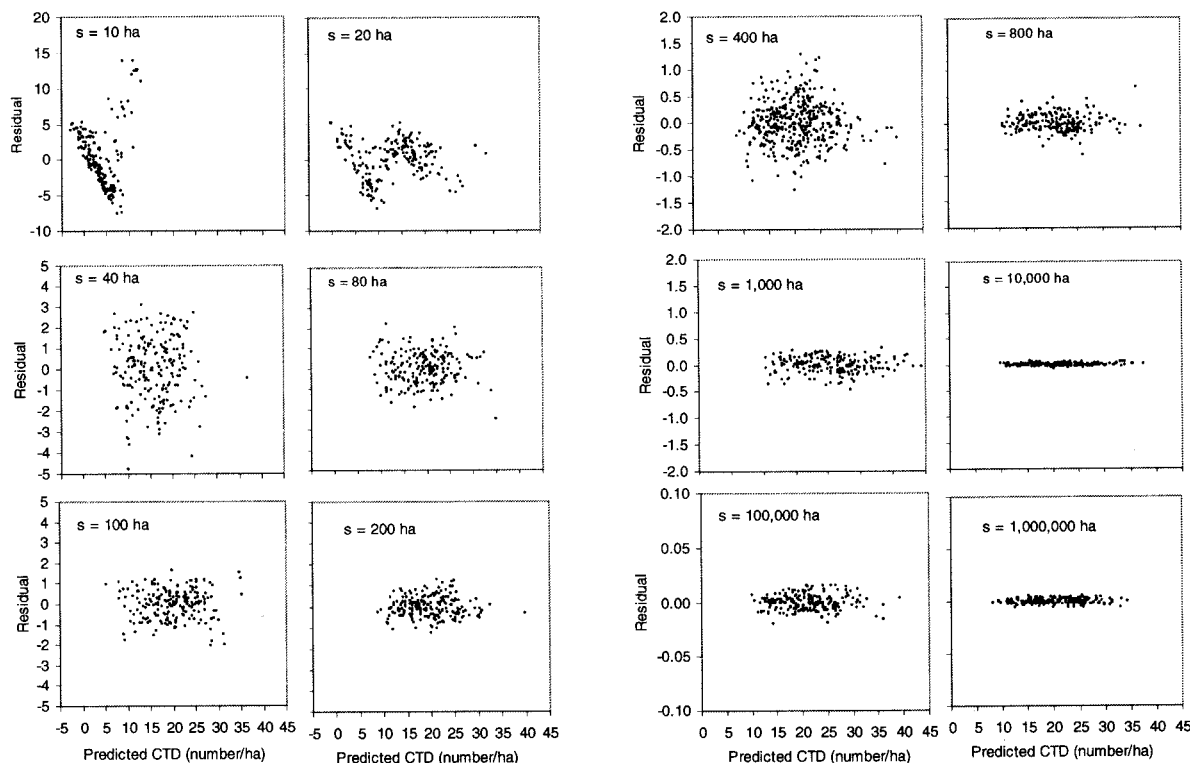 s = 10 ha
s = 20 ha
20
15
10
5
0
-5
-10
Residual
s = 400 ha
s = 800 ha
2.0
1.5
1.0
0.5
0.0
-0.5
-1.0
-1.5
-2.0
Residual
s = 40 ha
s = 80 ha
5
4
3
2
1
0
-1
-2
-3
-4
-5
Residual
s = 1,000 ha
s = 10,000 ha
2.0
1.5
1.0
0.5
0.0
-0.5
-1.0
-1.5
-2.0
Residual
s = 100 ha
s = 200 ha
5
4
3
2
1
0
-1
-2
-3
-4
-5
Residual
-5 0 5 10 15 20 25 30 35 40 45
-5 0 5 10 15 20 25 30 35 40 45
Predicted CTD (number/ha)
Predicted CTD (number/ha)
s = 100,000 ha
s = 1,000,000 ha
0.10
0.05
0.00
-0.05
-0.10
Residual
0 5 10 15 20 25 30 35 40 45
0 5 10 15 20 25 30 35 40 45
Predicted CTD (number/ha)
Predicted CTD (number/ha)